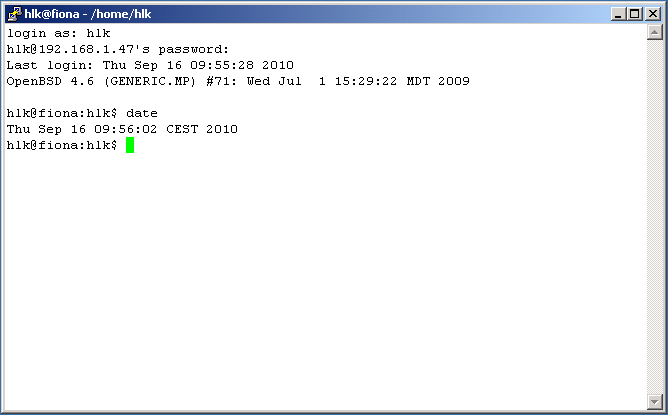 hlk@fiona - /home/hlk
login as: hlk
hlk@192.168.1.47's password:
Last login: Thu Sep 16 09:55:28 2010
OpenBSD 4.6 (GENERIC.MP) #71: Wed Jul  1 15:29:22 MDT 2009
hlk@fiona:hlk$ date
Thu Sep 16 09:56:02 CEST 2010
hlk@fiona:hlk$